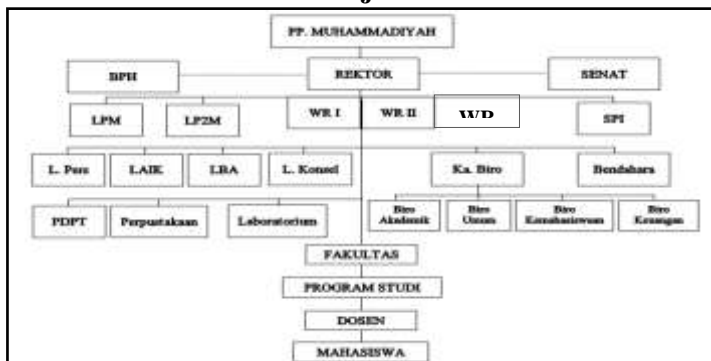 PP. MUHAMMADIYAH
BPH REKTOR SENAT
LPM LP2M WR I WR II WR SPI
L. Pers LAIK LBA L. Konsel Ka. Biro Bendahara
PDPT Perpustakaan Laboratorium Biro Akademik Biro Umum Biro Kemahasiswaan Biro Keuangan
FAKULTAS
PROGRAM STUDI
DOSEN
MAHASISWA